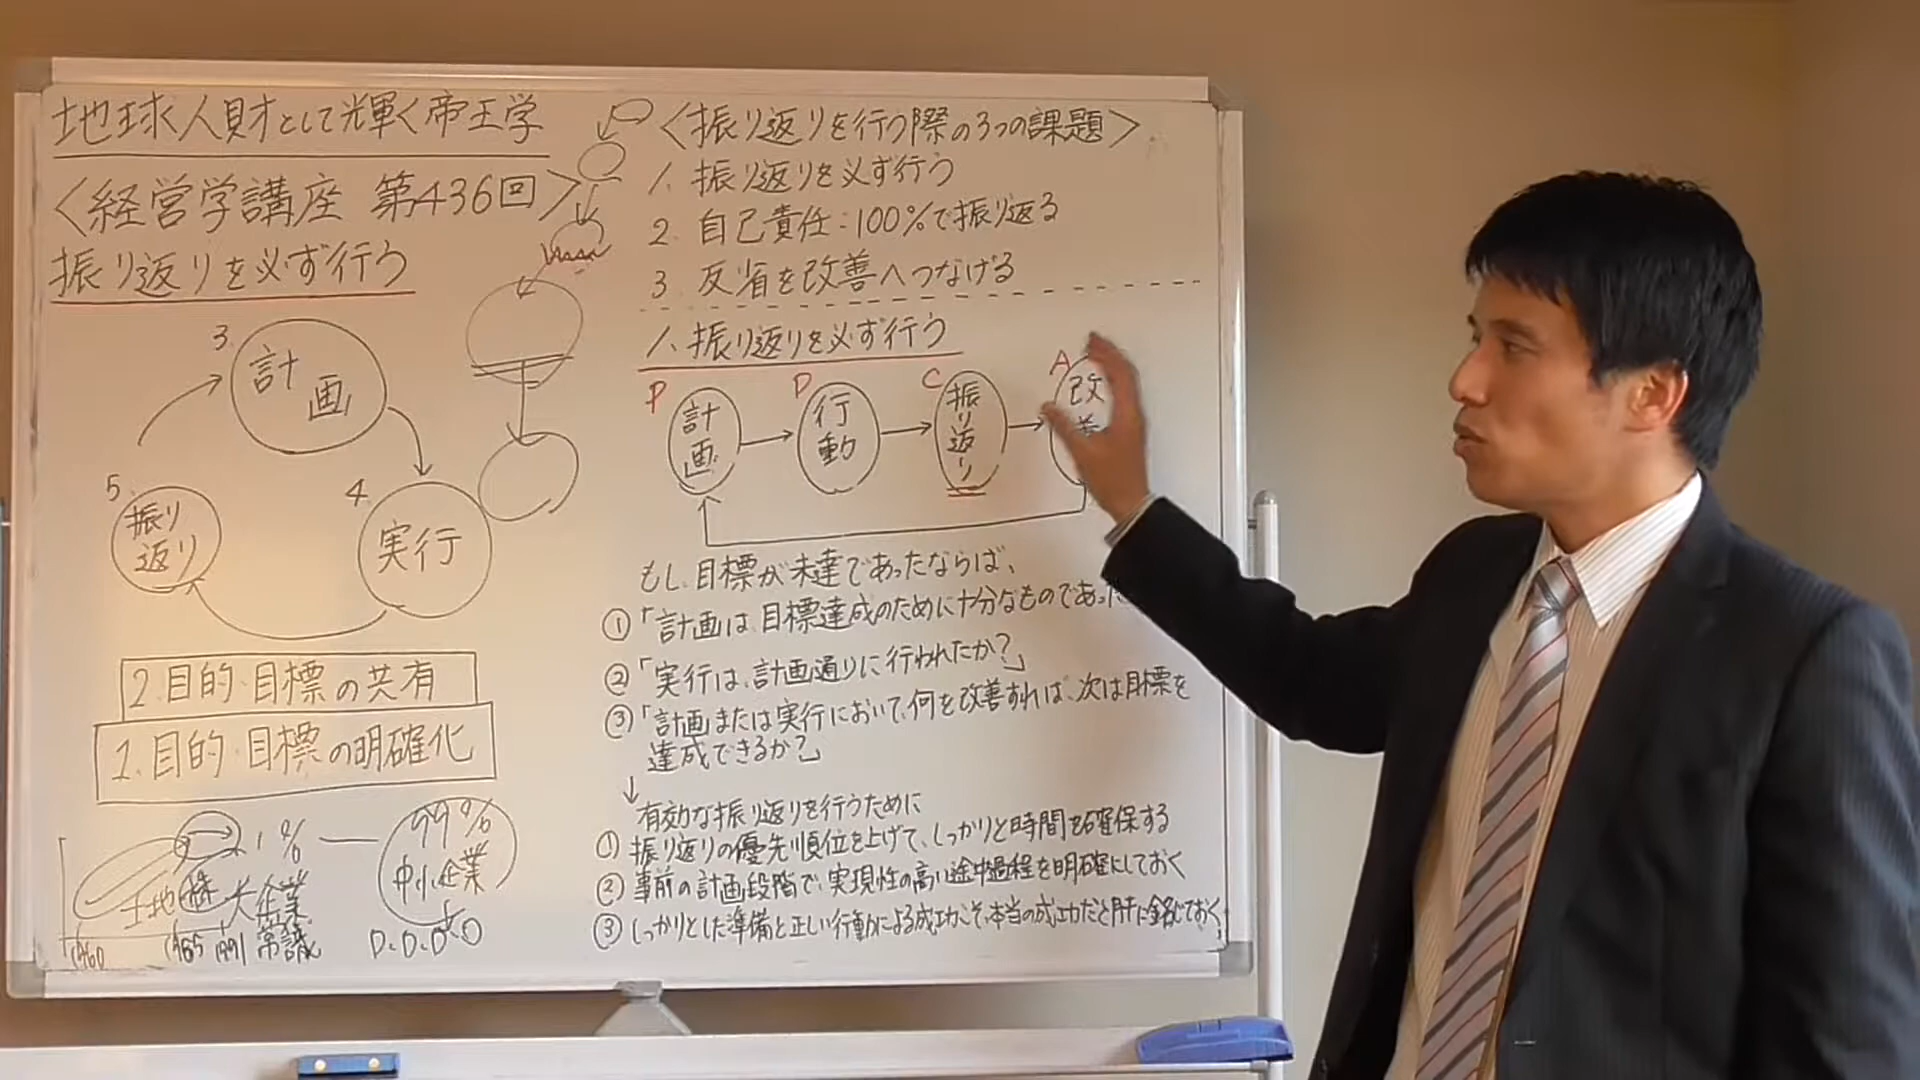 地球人財として輝く帝王学
〈経営学講座 第436回〉
振り返りを必ず行う
3.
計画
4.
実行
5.
振り返り
2.目的・目標の共有
1.目的・目標の明確化
1% — 99%
中小企業
土地 株 大企業
常識
1960 1985 1991
D.D.D.D
〈振り返りを行う際の3つの課題〉
1. 振り返りを必ず行う
2. 自己責任:100%で振り返る
3. 反省を改善へつなげる
1. 振り返りを必ず行う
P D C A
計画 → 行動 → 振り返り → 改善
もし、目標が未達であったならば、
①「計画は、目標達成のために十分なものであった
②「実行は、計画通りに行われたか?」
③「計画または実行において、何を改善すれば、次は目標を
達成できるか?」
↓
有効な振り返りを行うために
① 振り返りの優先順位を上げて、しっかりと時間を確保する
② 事前の計画段階で、実現性の高い途中過程を明確にしておく
③ しっかりとした準備と正しい行動による成功こそ、本当の成功だと肝に銘じておく